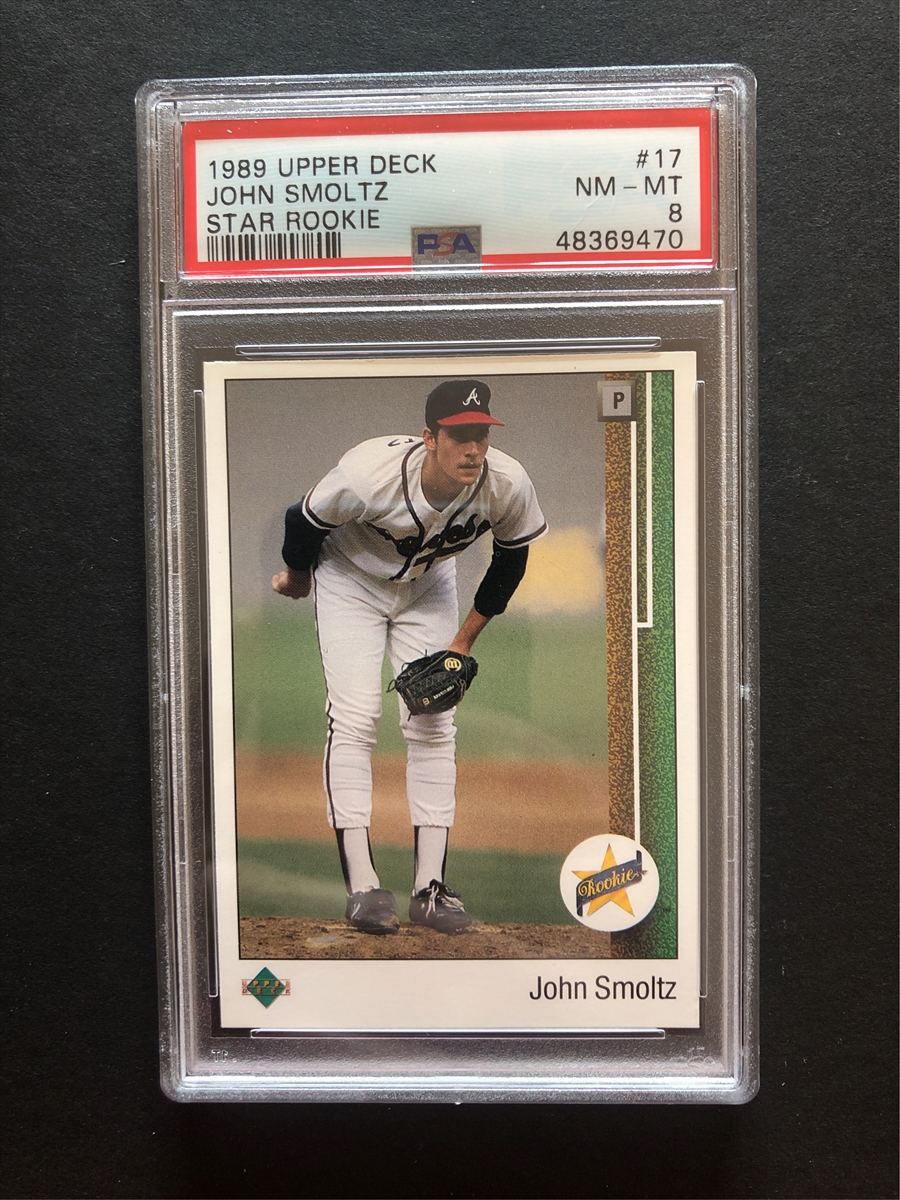 1989 UPPER DECK
#17
JOHN SMOLTZ
NM - MT
STAR ROOKIE
8
PSA
48369470
A
P
Rookie
John Smoltz